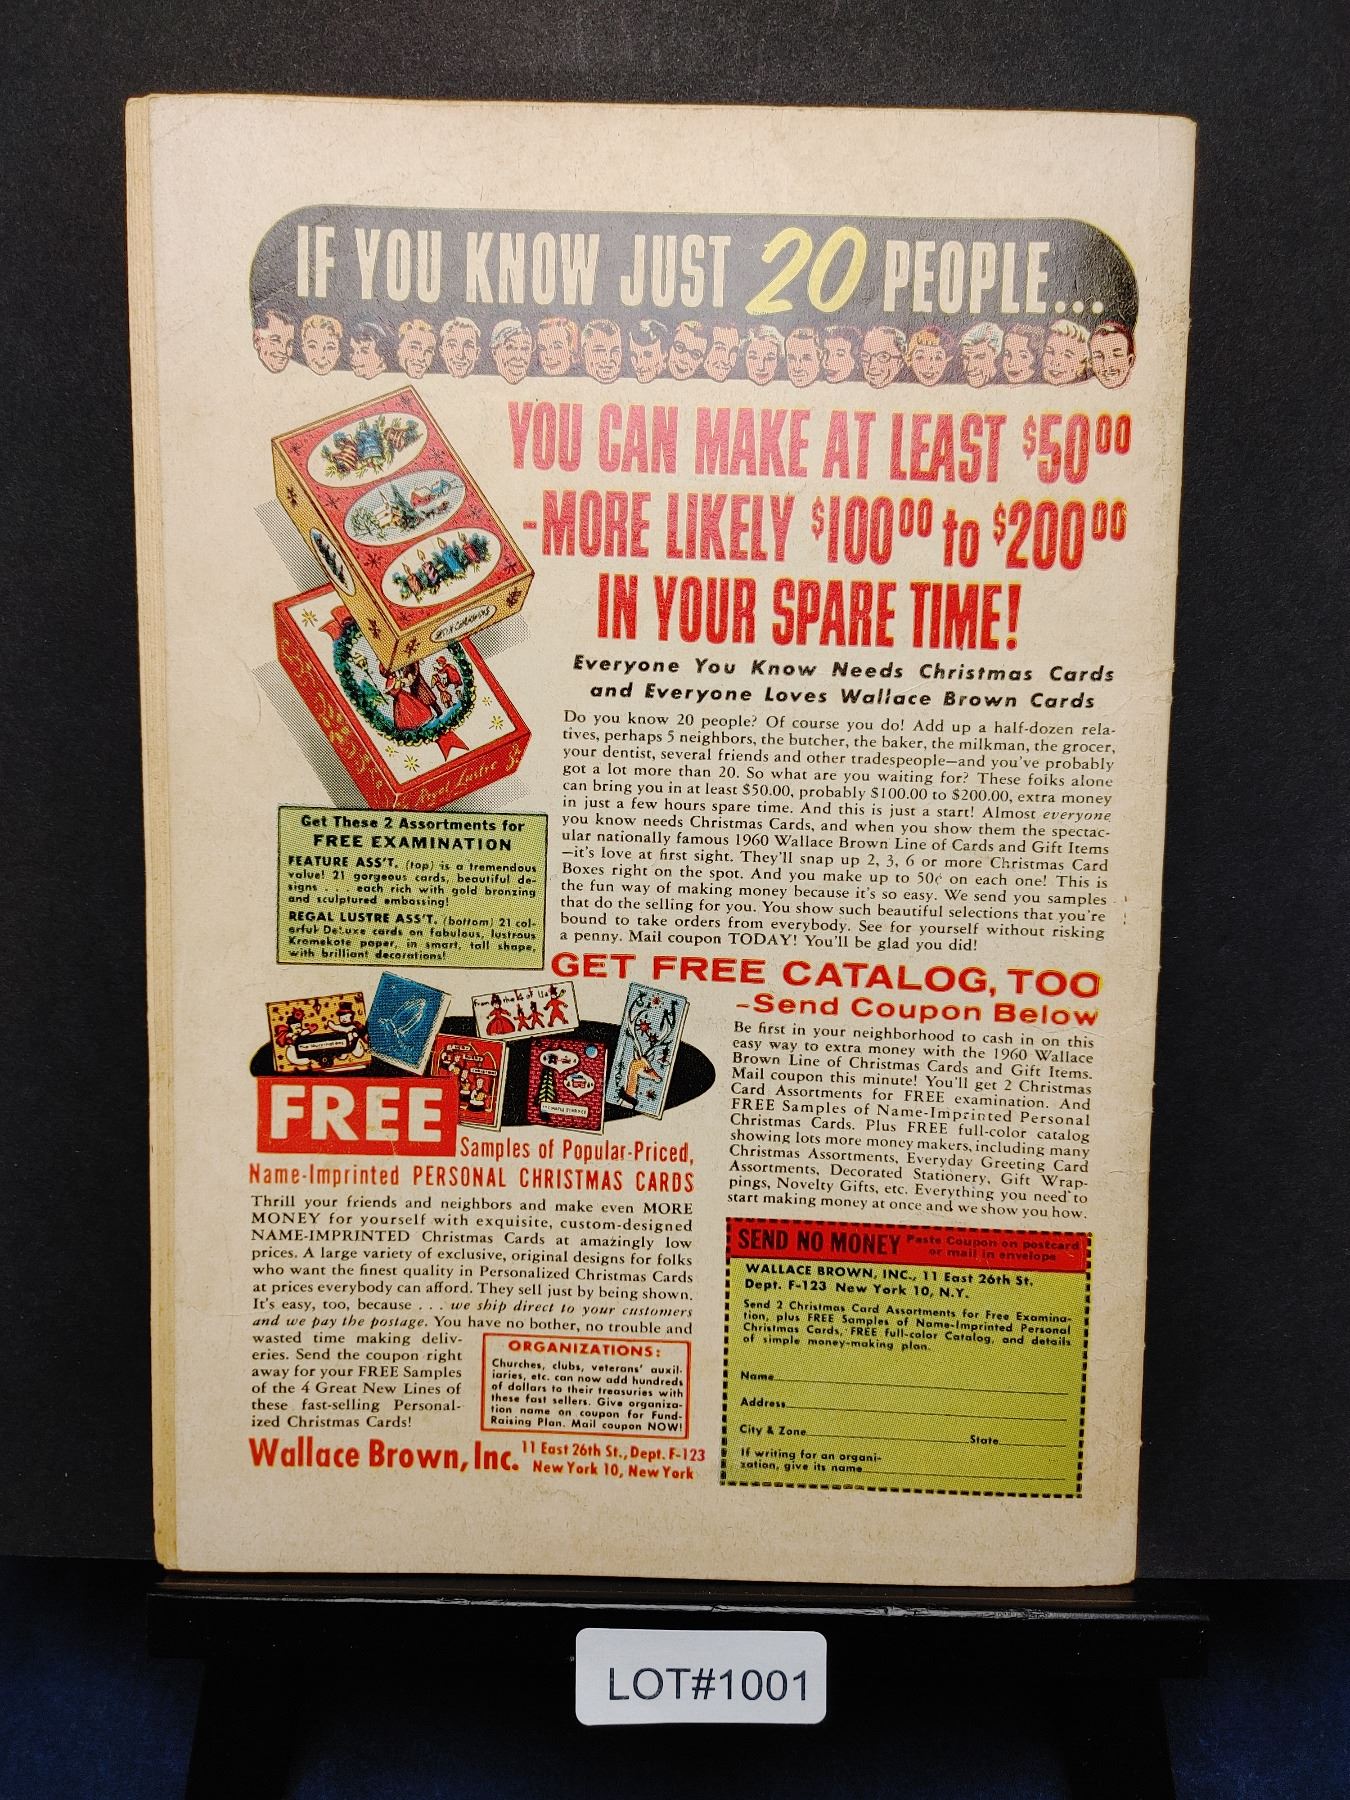 IF YOU KNOW JUST 20 PEOPLE...
YOU CAN MAKE AT LEAST $50.00
-MORE LIKELY $100.00 to $200.00
IN YOUR SPARE TIME!
Everyone You Know Needs Christmas Cards
and Everyone Loves Wallace Brown Cards
Do you know 20 people? Of course you do! Add up a half-dozen rela-
tives, perhaps 5 neighbors, the butcher, the baker, the milkman, the grocer,
your dentist, several friends and other tradespeople—and you've probably
got a lot more than 20. So what are you waiting for? These folks alone
can bring you in at least $50.00, probably $100.00 to $200.00, extra money
in just a few hours spare time. And this is just a start! Almost everyone
you know needs Christmas Cards, and when you show them the spectac-
ular nationally famous 1960 Wallace Brown Line of Cards and Gift Items
—it's love at first sight. They'll snap up 2, 3, 6 or more Christmas Card
Boxes right on the spot. And you make up to 50¢ on each one! This is
the fun way of making money because it's so easy. We send you samples
that do the selling for you. You show such beautiful selections that you're
bound to take orders from everybody. See for yourself without risking
a penny. Mail coupon TODAY! You'll be glad you did!
Regal Lustre
Get These 2 Assortments for
FREE EXAMINATION
FEATURE ASS'T. (top) is a tremendous
value! 21 gorgeous cards, beautiful de-
signs . . . each rich with gold bronzing
and sculptured embossing!
REGAL LUSTRE ASS'T. (bottom) 21 col-
orful DeLuxe cards on fabulous, lustrous
Kromekote paper, in smart, tall shape,
with brilliant decorations!
GET FREE CATALOG, TOO
-Send Coupon Below
Be first in your neighborhood to cash in on this
easy way to extra money with the 1960 Wallace
Brown Line of Christmas Cards and Gift Items.
Mail coupon this minute! You'll get 2 Christmas
Card Assortments for FREE examination. And
FREE Samples of Name-Imprinted Personal
Christmas Cards. Plus FREE full-color catalog
showing lots more money makers, including many
Christmas Assortments, Everyday Greeting Card
Assortments, Decorated Stationery, Gift Wrap-
pings, Novelty Gifts, etc. Everything you need to
start making money at once and we show you how.
From the 4 of Us
FREE
Samples of Popular-Priced,
Name-Imprinted PERSONAL CHRISTMAS CARDS
Thrill your friends and neighbors and make even MORE
MONEY for yourself with exquisite, custom-designed
NAME-IMPRINTED Christmas Cards at amazingly low
prices. A large variety of exclusive, original designs for folks
who want the finest quality in Personalized Christmas Cards
at prices everybody can afford. They sell just by being shown.
It's easy, too, because . . . we ship direct to your customers
and we pay the postage. You have no bother, no trouble and
wasted time making deliv-
eries. Send the coupon right
away for your FREE Samples
of the 4 Great New Lines of
these fast-selling Personal-
ized Christmas Cards!
ORGANIZATIONS:
Churches, clubs, veterans' auxil-
iaries, etc. can now add hundreds
of dollars to their treasuries with
these fast sellers. Give organiza-
tion name on coupon for Fund-
Raising Plan. Mail coupon NOW!
Wallace Brown, Inc. 11 East 26th St., Dept. F-123
New York 10, New York
SEND NO MONEY Paste Coupon on postcard
or mail in envelope
WALLACE BROWN, INC., 11 East 26th St.
Dept. F-123 New York 10, N.Y.
Send 2 Christmas Card Assortments for Free Examina-
tion, plus FREE Samples of Name-Imprinted Personal
Christmas Cards, FREE full-color Catalog, and details
of simple money-making plan.
Name
Address
City & Zone State
If writing for an organi-
zation, give its name
LOT#1001